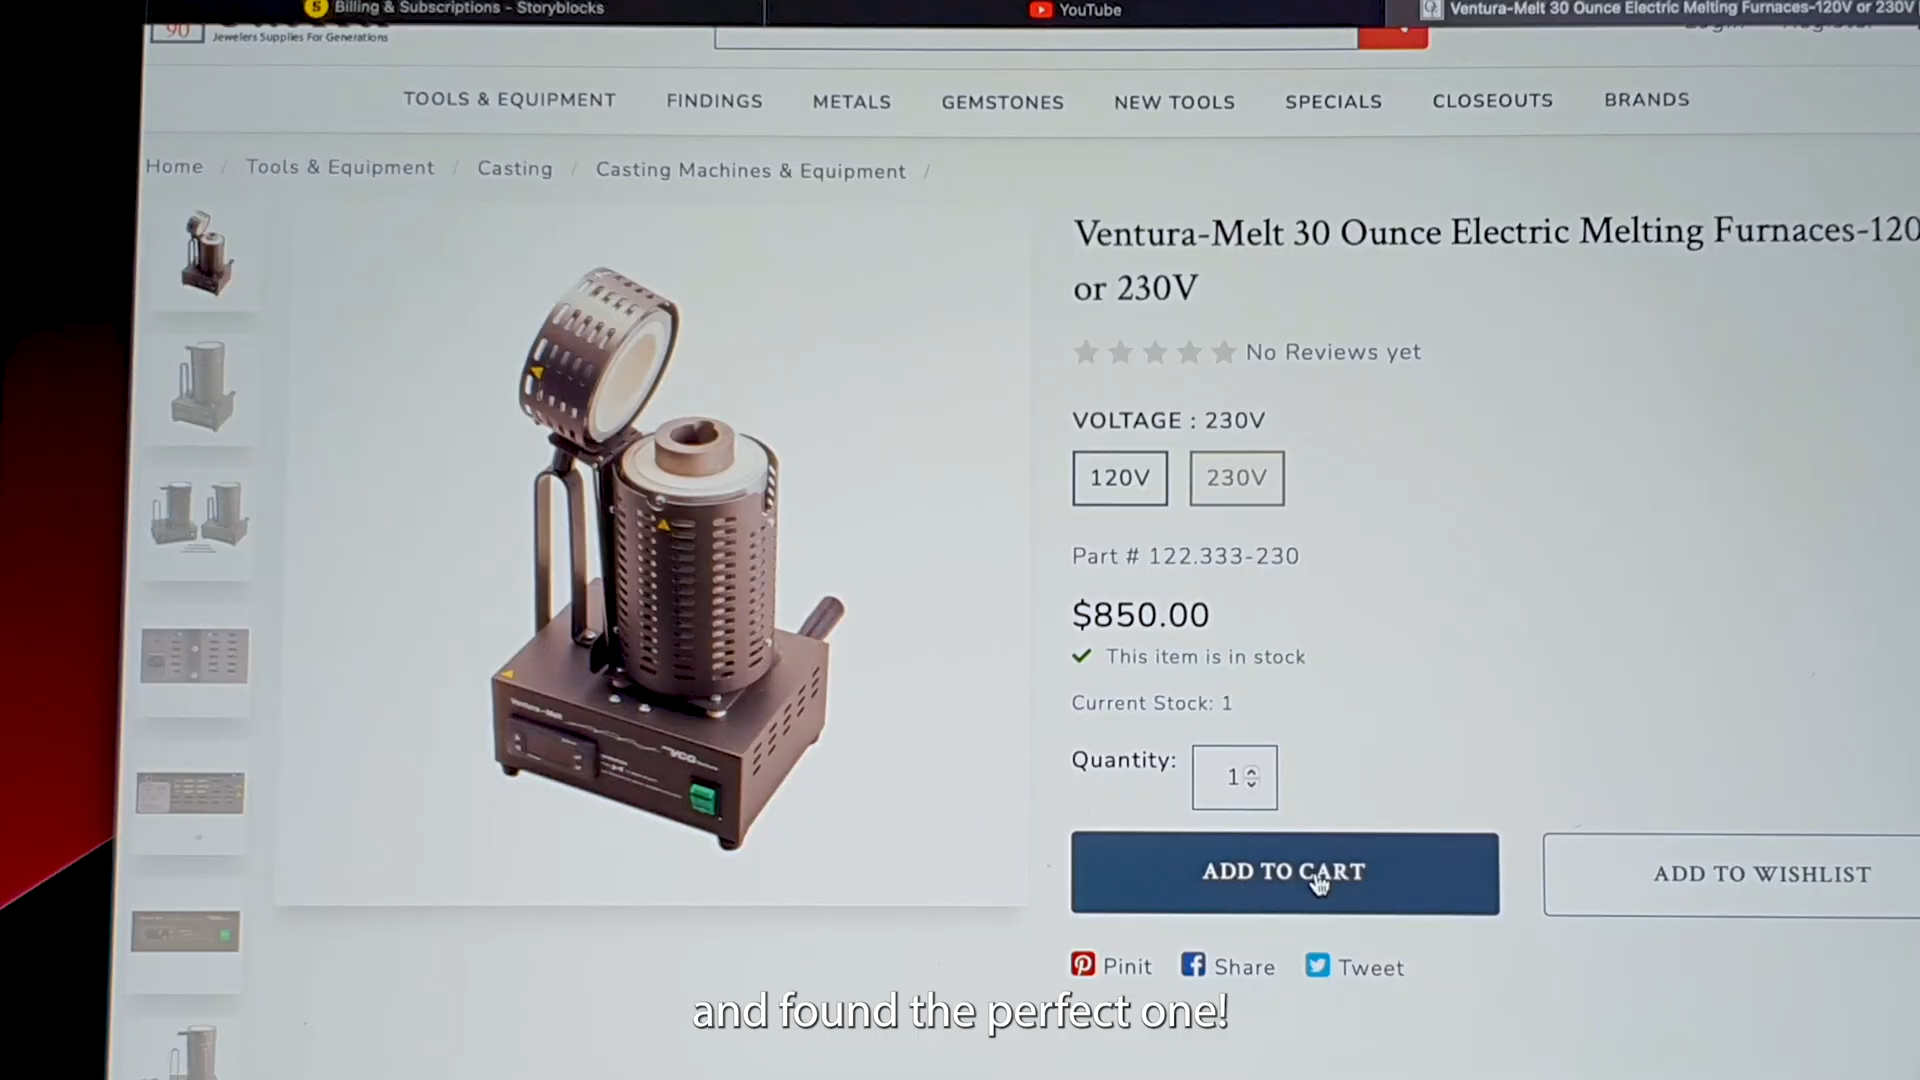 Billing & Subscriptions - Storyblocks
YouTube
Ventura-Melt 30 Ounce Electric Melting Furnaces-120V or 230V
90
Jewelers Supplies For Generations
TOOLS & EQUIPMENT
FINDINGS
METALS
GEMSTONES
NEW TOOLS
SPECIALS
CLOSEOUTS
BRANDS
Home / Tools & Equipment / Casting / Casting Machines & Equipment /
Ventura-Melt 30 Ounce Electric Melting Furnaces-120
or 230V
No Reviews yet
VOLTAGE : 230V
120V
230V
Part # 122.333-230
$850.00
This item is in stock
Current Stock: 1
Quantity:
1
ADD TO CART
ADD TO WISHLIST
Pinit
Share
Tweet
Ventura-Melt
VCG
and found the perfect one!